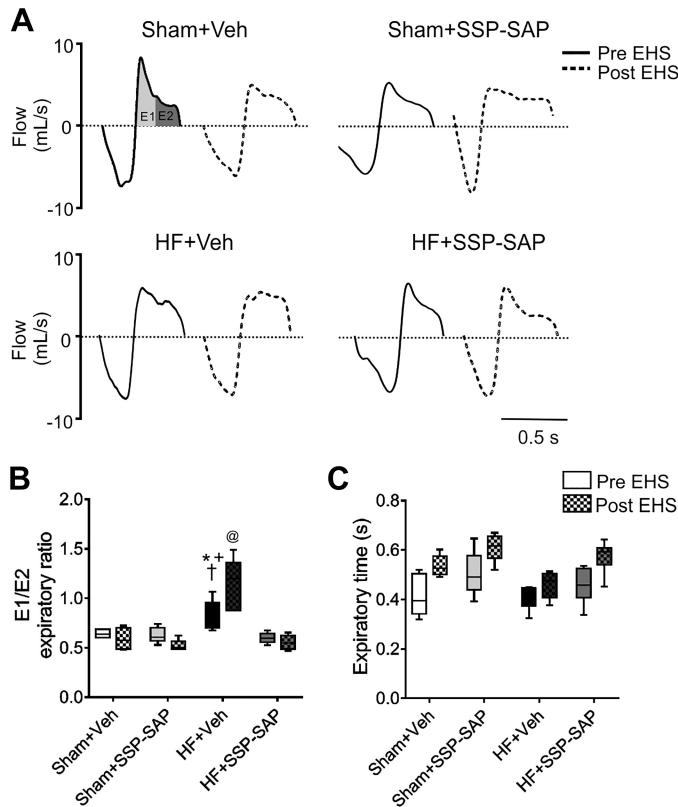 A
Sham+Veh
Sham+SSP-SAP
Pre EHS
Post EHS
10
Flow
(mL/s)
0
-10
E1
E2
HF+Veh
HF+SSP-SAP
10
Flow
(mL/s)
0
-10
0.5 s
B
2.0
1.5
1.0
0.5
0.0
E1/E2
expiratory ratio
*+
†
@
Sham+Veh
Sham+SSP-SAP
HF+Veh
HF+SSP-SAP
C
Pre EHS
Post EHS
0.8
0.6
0.4
0.2
0.0
Expiratory time (s)
Sham+Veh
Sham+SSP-SAP
HF+Veh
HF+SSP-SAP